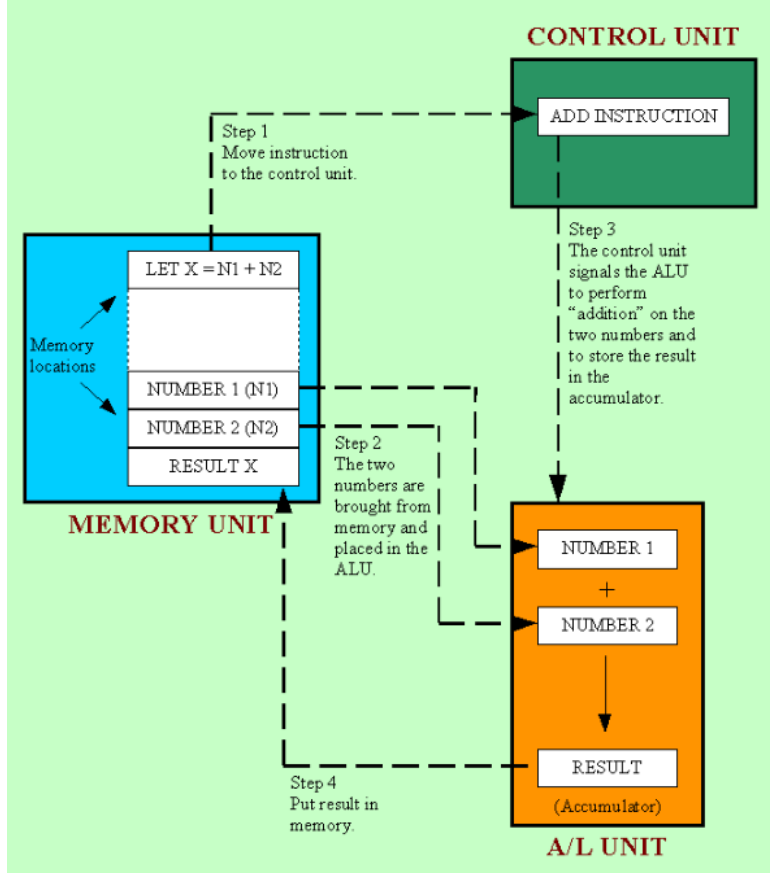 CONTROL UNIT
ADD INSTRUCTION
Step 1
Move instruction
to the control unit.
Step 3
The control unit
signals the ALU
to perform
“addition” on the
two numbers and
to store the result
in the
accumulator.
LET X = N1 + N2
Memory
locations
NUMBER 1 (N1)
NUMBER 2 (N2)
RESULT X
MEMORY UNIT
Step 2
The two
numbers are
brought from
memory and
placed in the
ALU.
NUMBER 1
+
NUMBER 2
RESULT
(Accumulator)
A/L UNIT
Step 4
Put result in
memory.